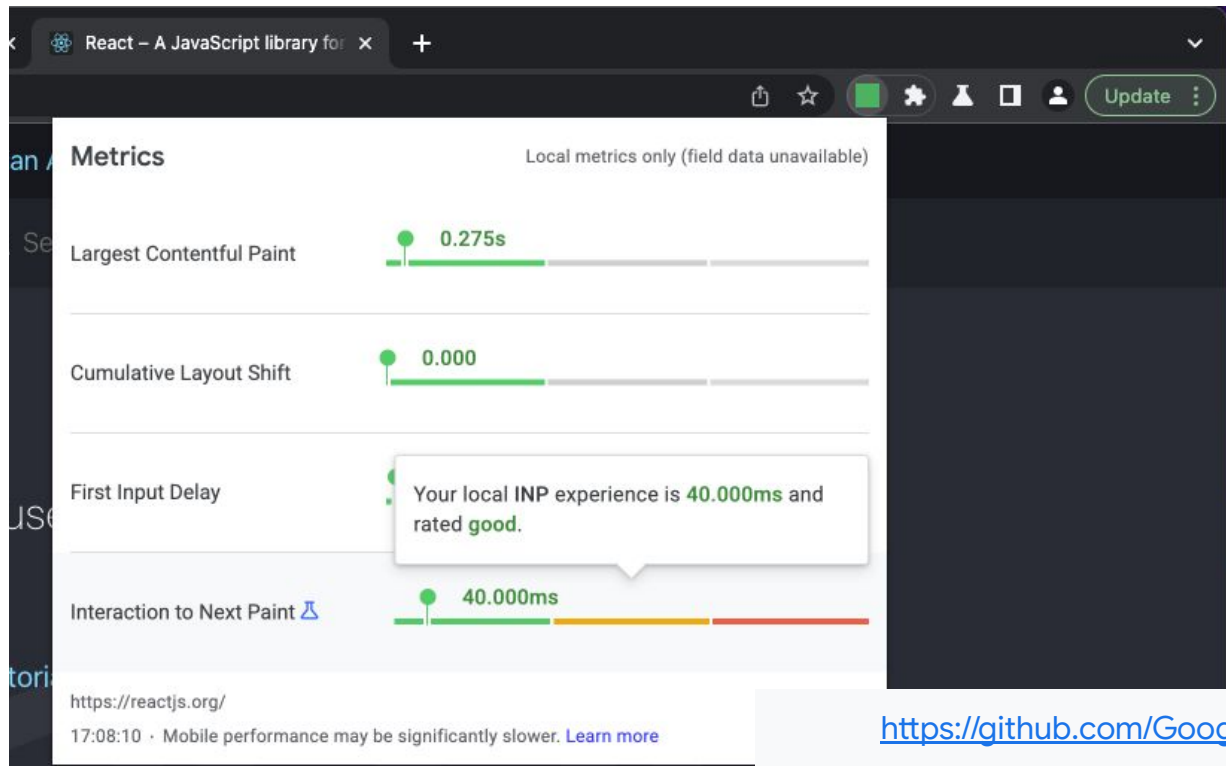 React – A JavaScript library for
Update
an A
Metrics
Local metrics only (field data unavailable)
Se
Largest Contentful Paint
0.275s
Cumulative Layout Shift
0.000
First Input Delay
Your local INP experience is 40.000ms and
rated good.
use
Interaction to Next Paint
40.000ms
tori
https://reactjs.org/
17:08:10 · Mobile performance may be significantly slower. Learn more
https://github.com/Goog